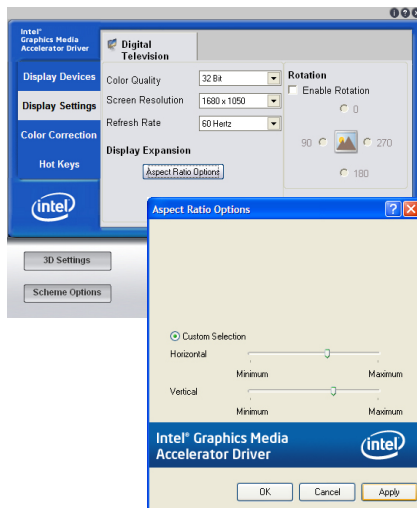 Intel®
Graphics Media
Accelerator Driver
Digital
Television
Display Devices
Display Settings
Color Correction
Hot Keys
intel
Color Quality
32 Bit
Screen Resolution
1680 x 1050
Refresh Rate
60 Hertz
Display Expansion
Aspect Ratio Options
Rotation
Enable Rotation
0
90
270
180
3D Settings
Scheme Options
Aspect Ratio Options
Custom Selection
Horizontal
Minimum Maximum
Vertical
Minimum Maximum
Intel® Graphics Media
Accelerator Driver
intel
OK Cancel Apply